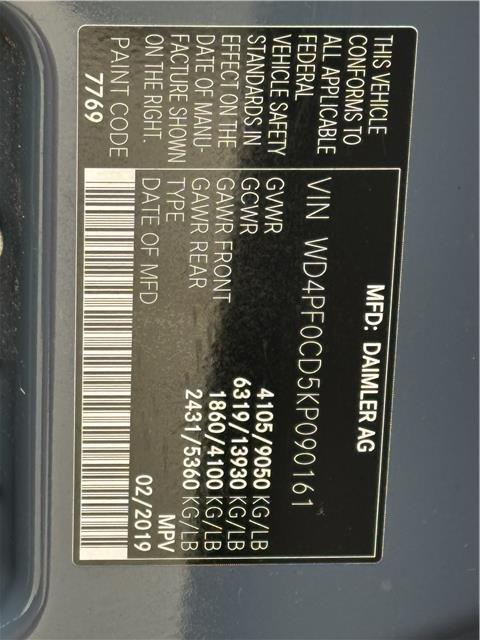 MFD: DAIMLER AG
VIN WD4PF0CD5KP090161
GVWR 4105/9050 KG/LB
GCWR 6319/13930 KG/LB
GAWR FRONT 1860/4100 KG/LB
GAWR REAR 2431/5360 KG/LB
TYPE MPV
DATE OF MFD 02/2019
THIS VEHICLE
CONFORMS TO
ALL APPLICABLE
FEDERAL
VEHICLE SAFETY
STANDARDS IN
EFFECT ON THE
DATE OF MANU-
FACTURE SHOWN
ON THE RIGHT.
PAINT CODE
7769